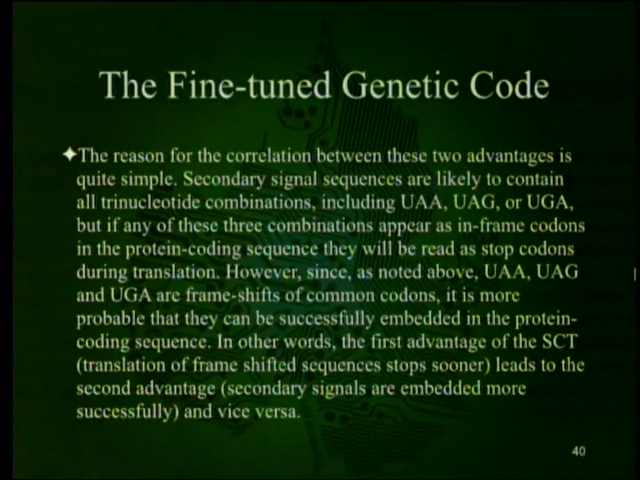 The Fine-tuned Genetic Code
✦The reason for the correlation between these two advantages is
quite simple. Secondary signal sequences are likely to contain
all trinucleotide combinations, including UAA, UAG, or UGA,
but if any of these three combinations appear as in-frame codons
in the protein-coding sequence they will be read as stop codons
during translation. However, since, as noted above, UAA, UAG
and UGA are frame-shifts of common codons, it is more
probable that they can be successfully embedded in the protein-
coding sequence. In other words, the first advantage of the SCT
(translation of frame shifted sequences stops sooner) leads to the
second advantage (secondary signals are embedded more
successfully) and vice versa.
40